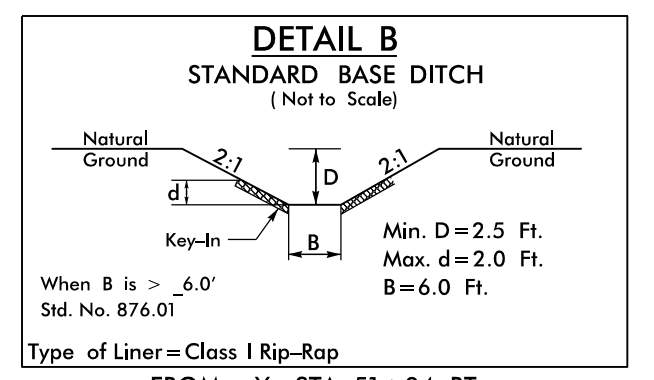 DETAIL B
STANDARD BASE DITCH
( Not to Scale)
Natural
Ground
2:1
D
2:1
Natural
Ground
d
Key-In
B
Min. D=2.5 Ft.
Max. d=2.0 Ft.
B=6.0 Ft.
When B is > _6.0'
Std. No. 876.01
Type of Liner=Class I Rip-Rap